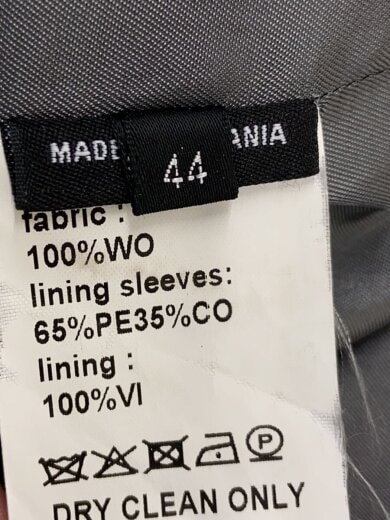 MADE
ANIA
44
fabric :
100%WO
lining sleeves:
65%PE35%CO
lining :
100%VI
P
DRY CLEAN ONLY